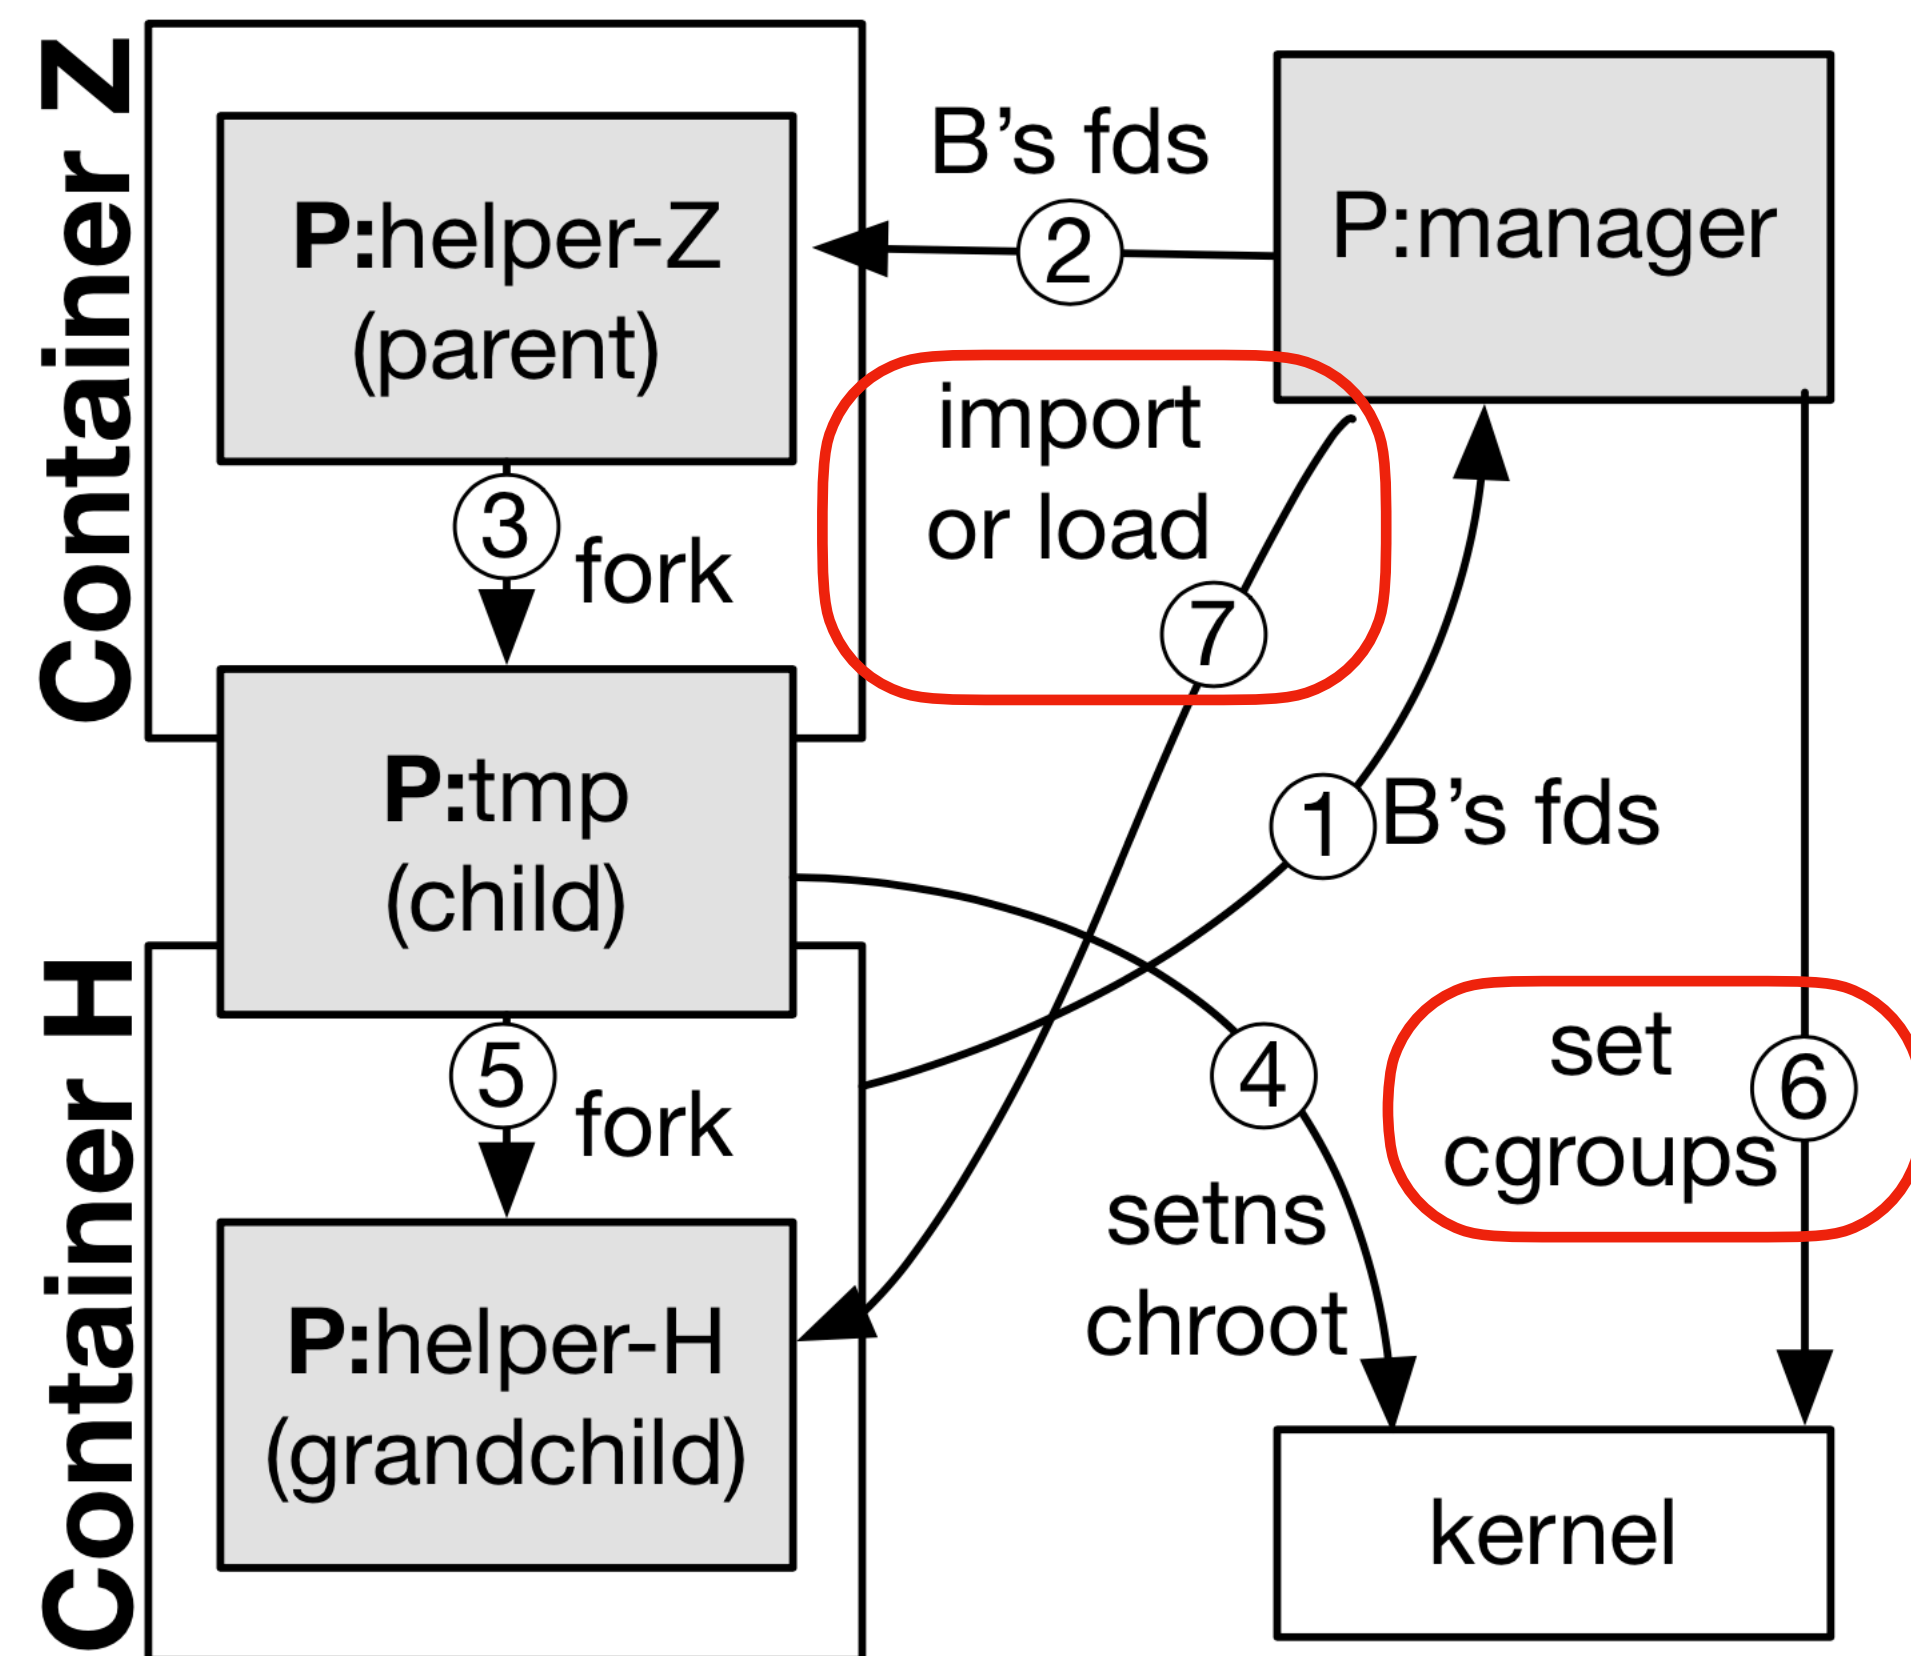 Container Z
P:helper-Z
(parent)
B’s fds
2
P:manager
3
fork
import
or load
7
P:tmp
(child)
1
B’s fds
Container H
5
fork
4
setns
chroot
set
cgroups
6
P:helper-H
(grandchild)
kernel